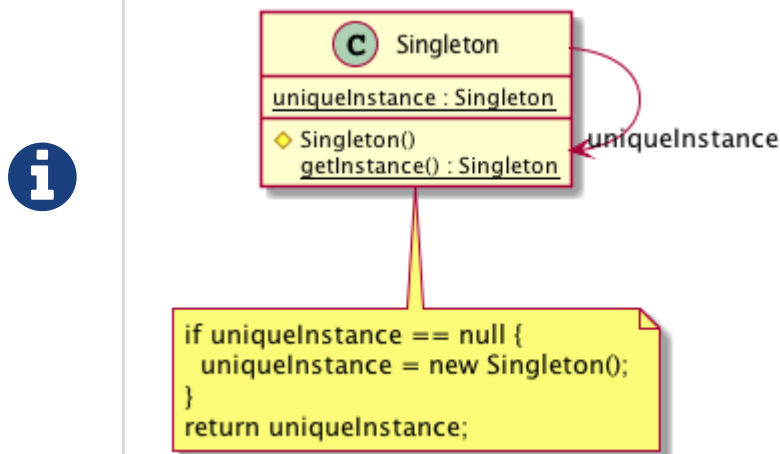 C Singleton
uniqueInstance : Singleton
Singleton()
getInstance() : Singleton
uniqueInstance
if uniqueInstance == null {
  uniqueInstance = new Singleton();
}
return uniqueInstance;